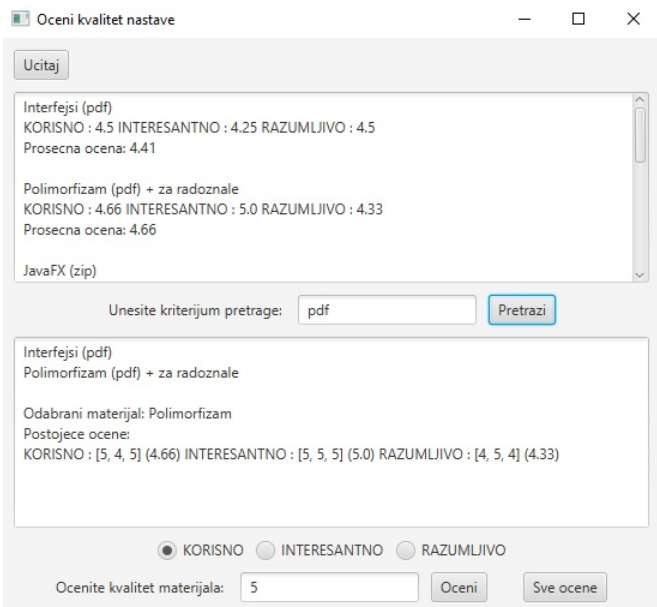 Oceni kvalitet nastave
Ucitaj
Interfejsi (pdf)
KORISNO : 4.5 INTERESANTNO : 4.25 RAZUMLJIVO : 4.5
Prosecna ocena: 4.41
Polimorfizam (pdf) + za radoznale
KORISNO : 4.66 INTERESANTNO : 5.0 RAZUMLJIVO : 4.33
Prosecna ocena: 4.66
JavaFX (zip)
Unesite kriterijum pretrage: pdf Pretrazi
Interfejsi (pdf)
Polimorfizam (pdf) + za radoznale
Odabrani materijal: Polimorfizam
Postojece ocene:
KORISNO : [5, 4, 5] (4.66) INTERESANTNO : [5, 5, 5] (5.0) RAZUMLJIVO : [4, 5, 4] (4.33)
KORISNO INTERESANTNO RAZUMLJIVO
Ocenite kvalitet materijala: 5 Oceni Sve ocene